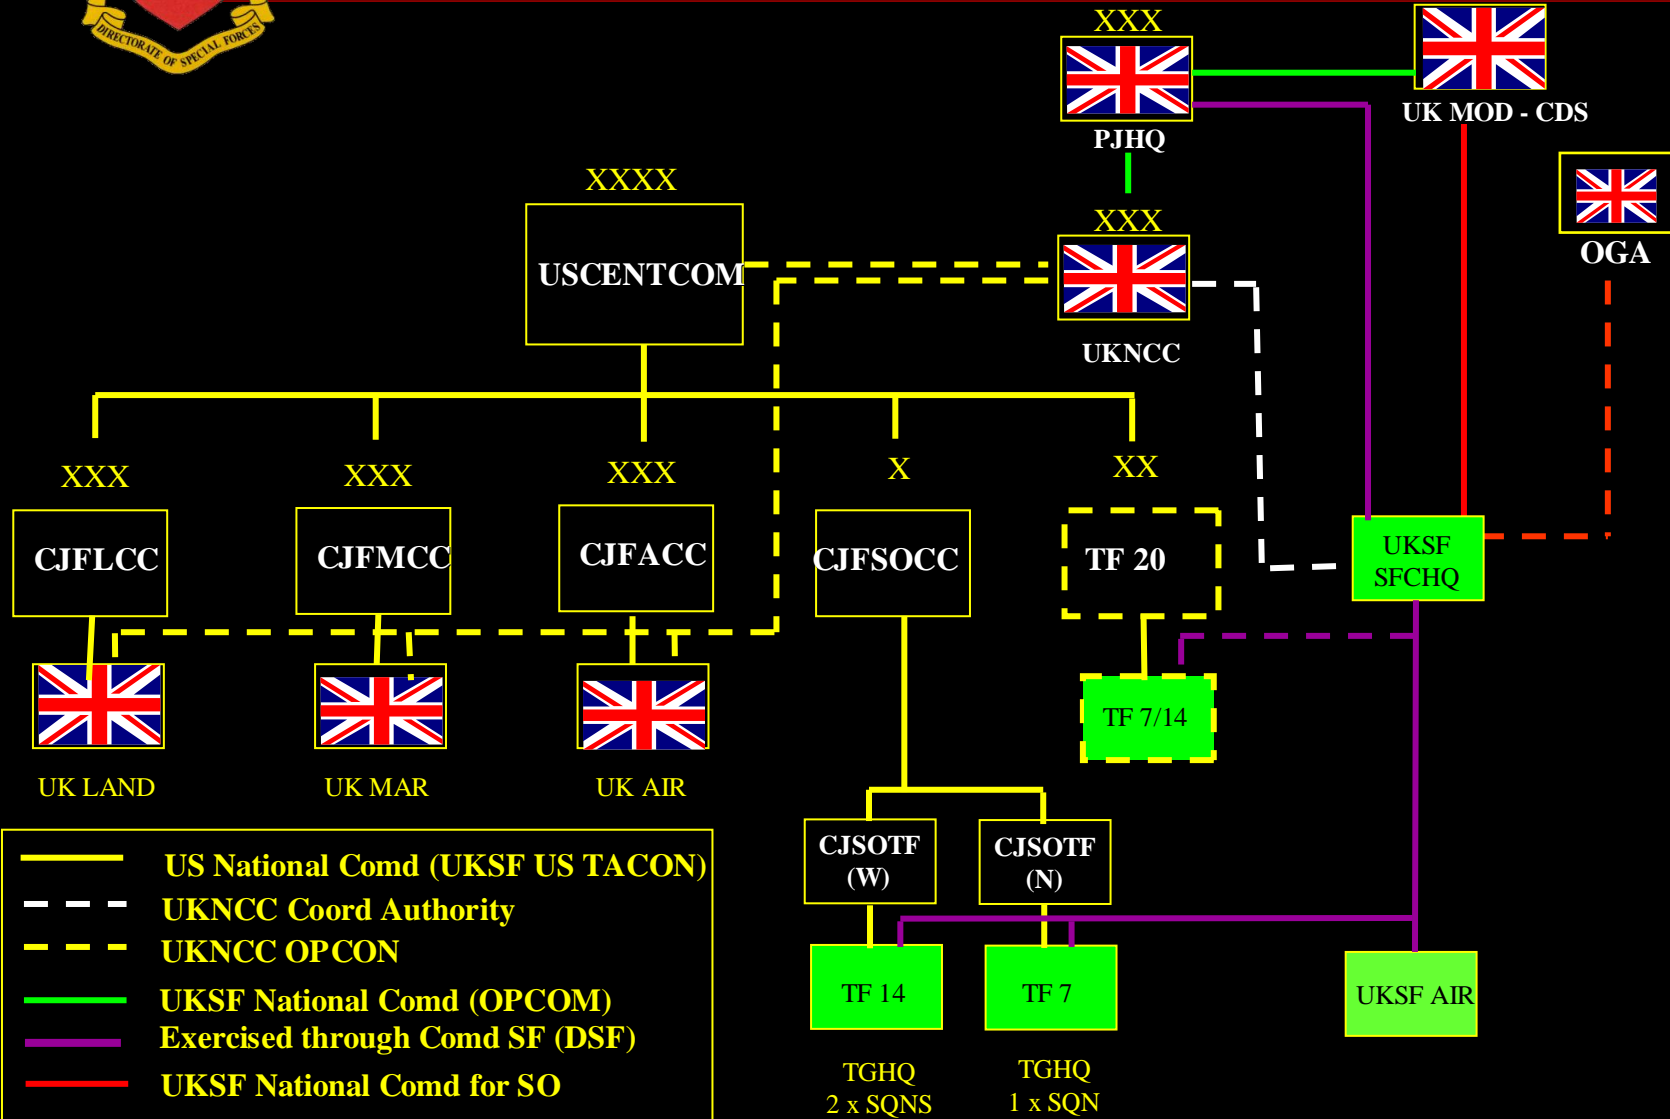 DIRECTORATE OF SPECIAL FORCES
XXX
PJHQ
UK MOD - CDS
OGA
XXXX
USCENTCOM
XXX
UKNCC
XXX
XXX
XXX
X
XX
CJFLCC
CJFMCC
CJFACC
CJFSOCC
TF 20
UKSF
SFCHQ
UK LAND
UK MAR
UK AIR
TF 7/14
CJSOTF
(W)
CJSOTF
(N)
TF 14
TF 7
UKSF AIR
TGHQ
2 x SQNS
TGHQ
1 x SQN
US National Comd (UKSF US TACON)
UKNCC Coord Authority
UKNCC OPCON
UKSF National Comd (OPCOM)
Exercised through Comd SF (DSF)
UKSF National Comd for SO